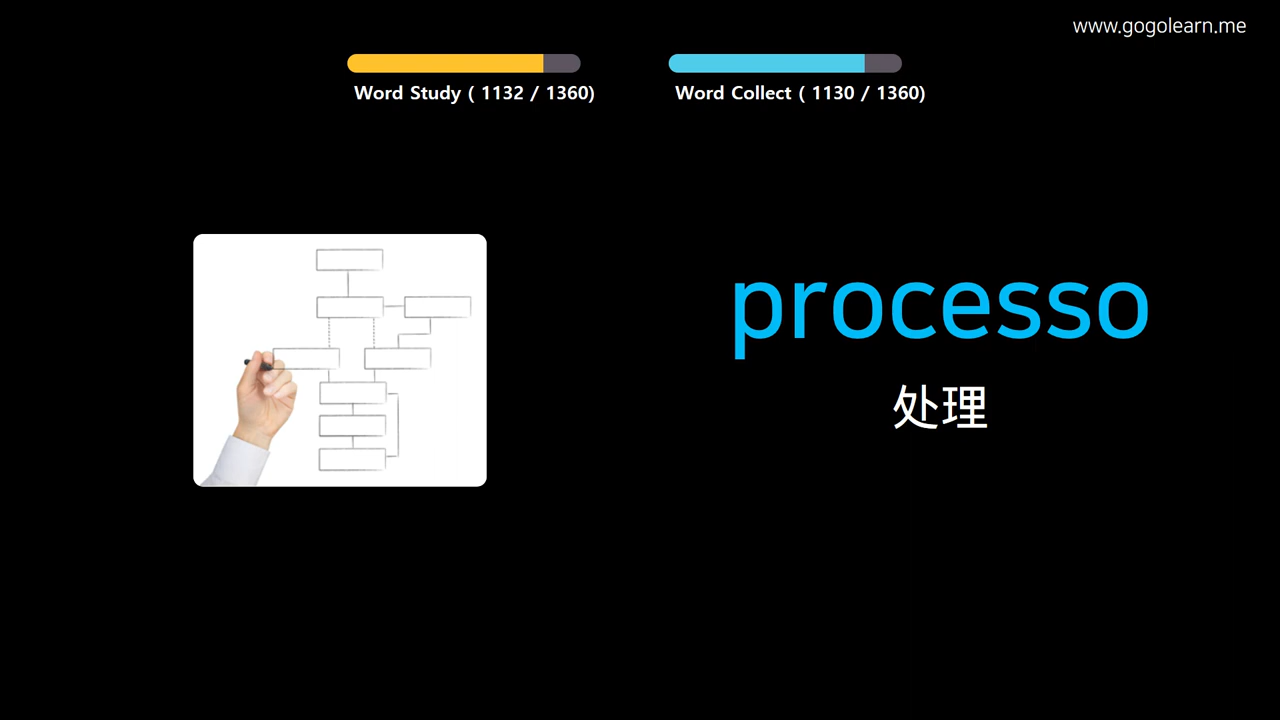 www.gogolearn.me
Word Study ( 1132 / 1360)
Word Collect ( 1130 / 1360)
processo
处理